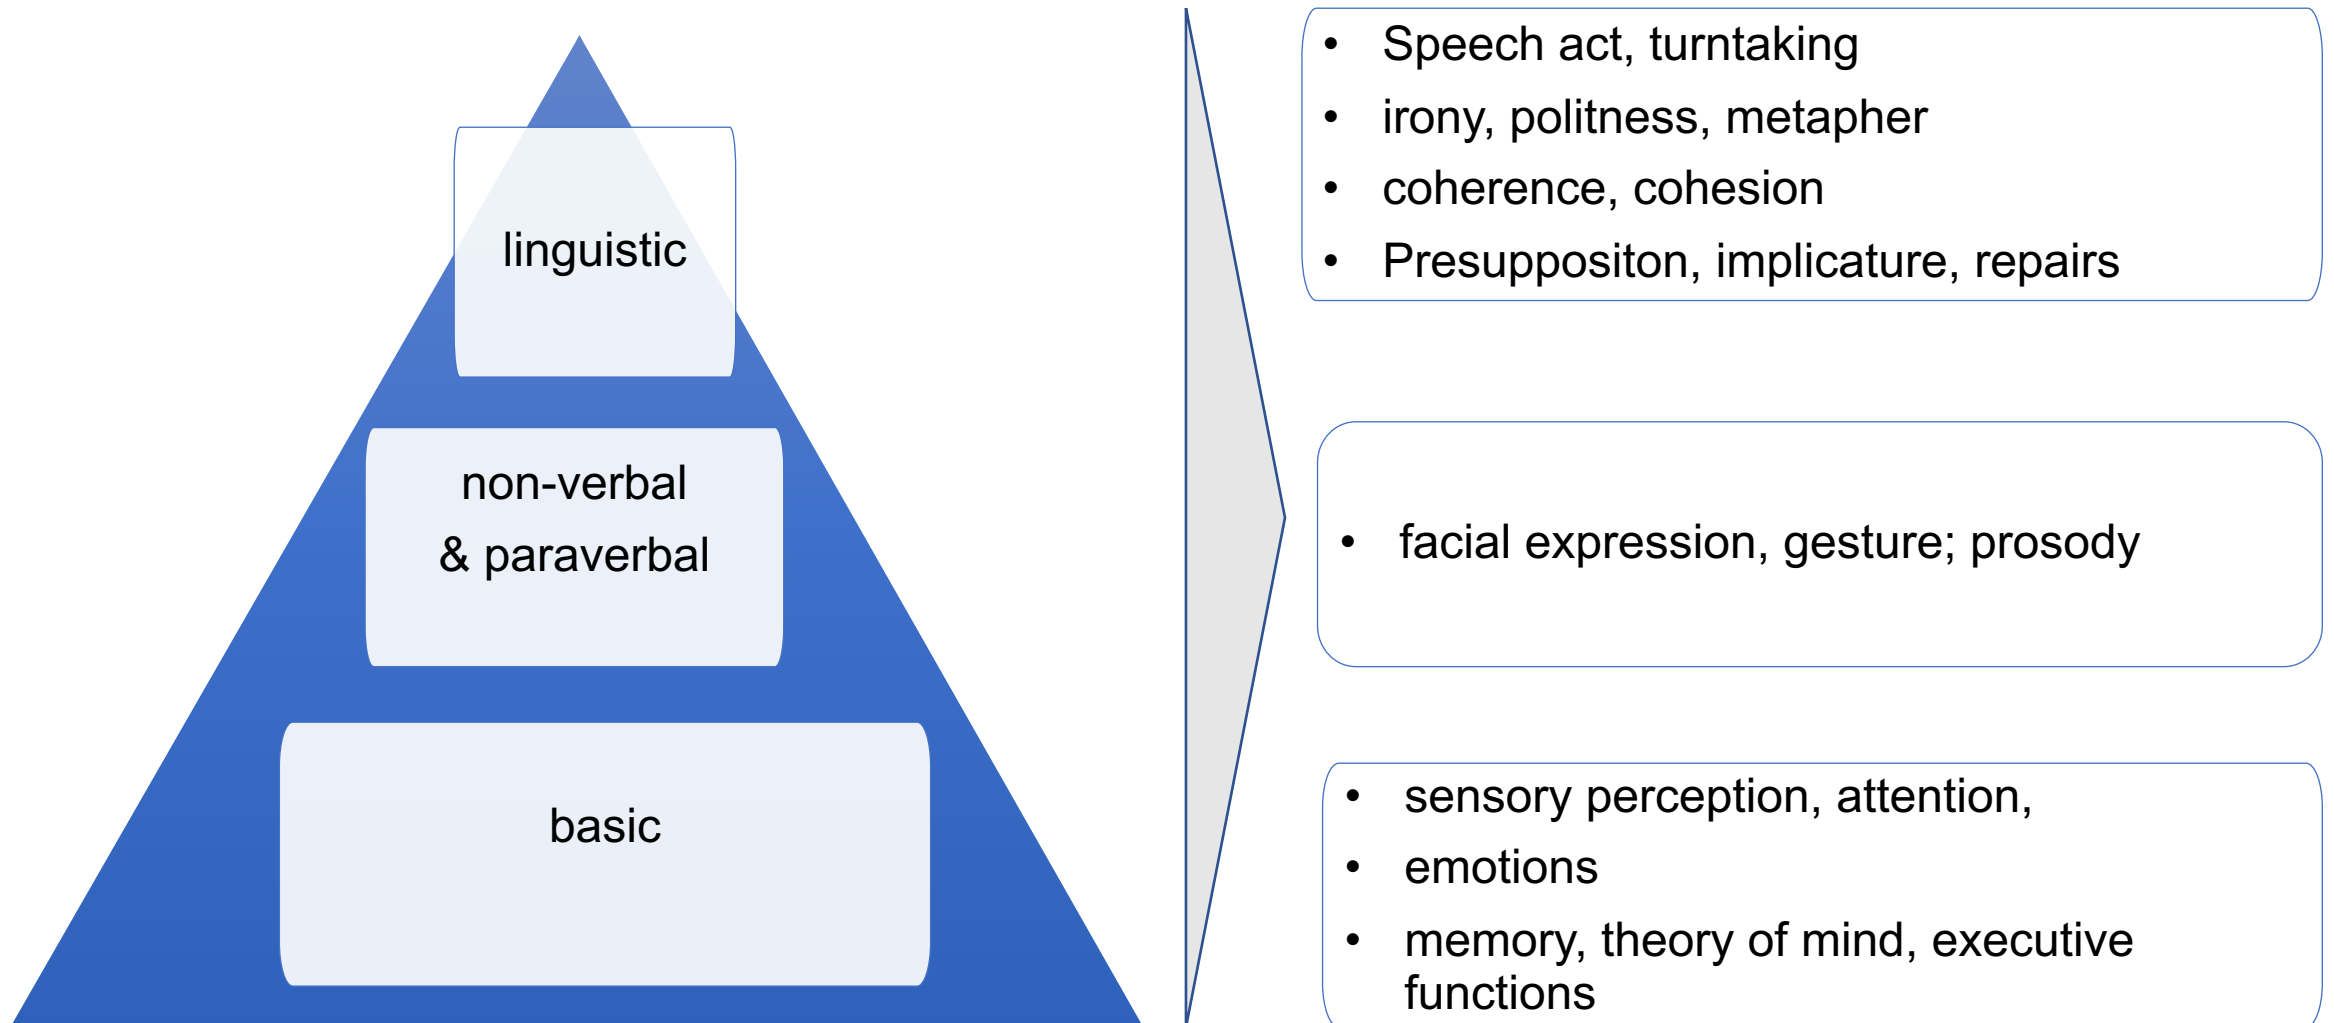 linguistic
non-verbal
& paraverbal
basic
• Speech act, turntaking
• irony, politness, metapher
• coherence, cohesion
• Presuppositon, implicature, repairs
• facial expression, gesture; prosody
• sensory perception, attention,
• emotions
• memory, theory of mind, executive
functions